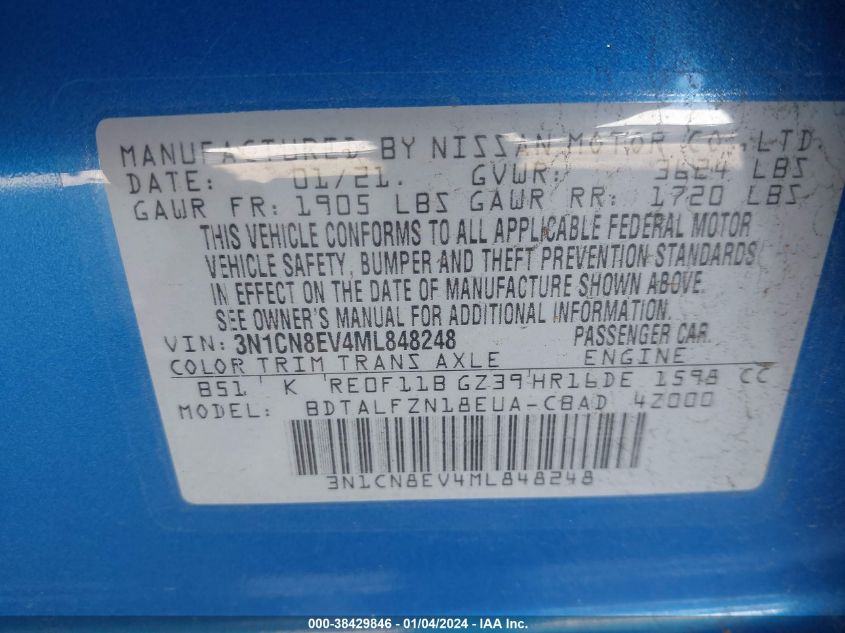 MANUFACTURED BY NISSAN MOTOR CO., LTD.
DATE: 01/21. GVWR: 3624 LBS
GAWR FR: 1905 LBS GAWR RR: 1720 LBS
THIS VEHICLE CONFORMS TO ALL APPLICABLE FEDERAL MOTOR
VEHICLE SAFETY, BUMPER AND THEFT PREVENTION STANDARDS
IN EFFECT ON THE DATE OF MANUFACTURE SHOWN ABOVE.
SEE OWNER'S MANUAL FOR ADDITIONAL INFORMATION.
VIN: 3N1CN8EV4ML848248 PASSENGER CAR.
COLOR TRIM TRANS AXLE ENGINE
B51 K RE0F11B GZ39 HR16DE 1598 CC
MODEL: BDTALFZN18EUA-CBAD 4Z000
3N1CN8EV4ML848248
000-38429846 - 01/04/2024 - IAA Inc.